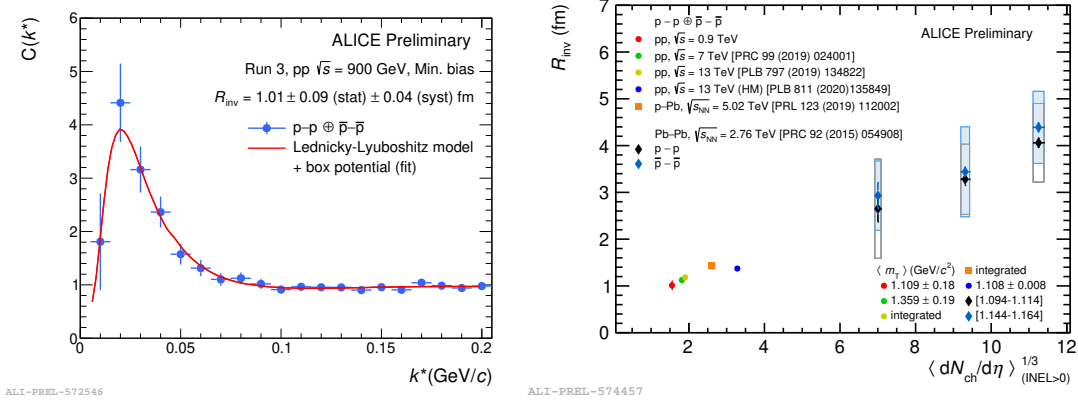 C(k*)
6
5
4
3
2
1
0
0
0.05
0.1
0.15
0.2
k*(GeV/c)
ALICE Preliminary
Run 3, pp √s = 900 GeV, Min. bias
R_inv = 1.01 ± 0.09 (stat) ± 0.04 (syst) fm
p–p ⊕ p̅–p̅
Lednicky-Lyuboshitz model
+ box potential (fit)
ALI-PREL-572546
R_inv (fm)
7
6
5
4
3
2
1
0
2
4
6
8
10
12
⟨ dN_ch/dη ⟩^1/3 (INEL>0)
p – p ⊕ p̅ – p̅
ALICE Preliminary
pp, √s = 0.9 TeV
pp, √s = 7 TeV [PRC 99 (2019) 024001]
pp, √s = 13 TeV [PLB 797 (2019) 134822]
pp, √s = 13 TeV (HM) [PLB 811 (2020)135849]
p–Pb, √s_NN = 5.02 TeV [PRL 123 (2019) 112002]
Pb–Pb, √s_NN = 2.76 TeV [PRC 92 (2015) 054908]
p – p
p̅ – p̅
⟨ m_T ⟩ (GeV/c²)
integrated
1.109 ± 0.18
1.108 ± 0.008
1.359 ± 0.19
[1.094-1.114]
integrated
[1.144-1.164]
ALI-PREL-574457